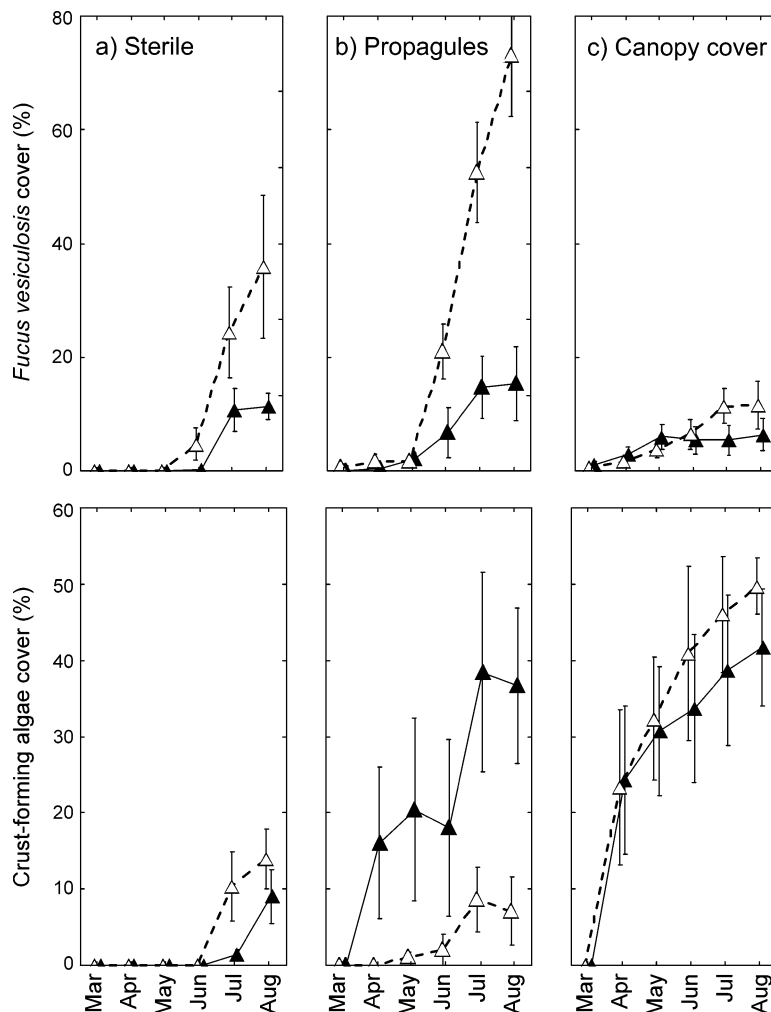 a) Sterile
b) Propagules
c) Canopy cover
Fucus vesiculosis cover (%)
80
60
40
20
0
Crust-forming algae cover (%)
60
50
40
30
20
10
0
Mar Apr May Jun Jul Aug
Mar Apr May Jun Jul Aug
Mar Apr May Jun Jul Aug